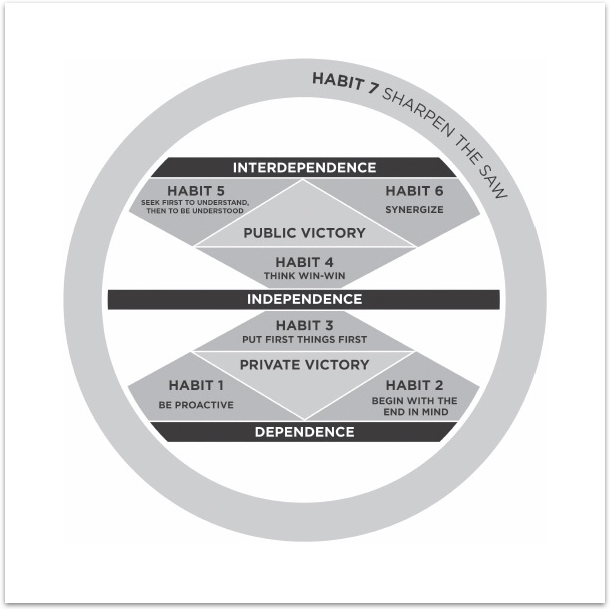 HABIT 7 SHARPEN THE SAW
INTERDEPENDENCE
HABIT 5
SEEK FIRST TO UNDERSTAND,
THEN TO BE UNDERSTOOD
HABIT 6
SYNERGIZE
PUBLIC VICTORY
HABIT 4
THINK WIN-WIN
INDEPENDENCE
HABIT 3
PUT FIRST THINGS FIRST
PRIVATE VICTORY
HABIT 1
BE PROACTIVE
HABIT 2
BEGIN WITH THE
END IN MIND
DEPENDENCE